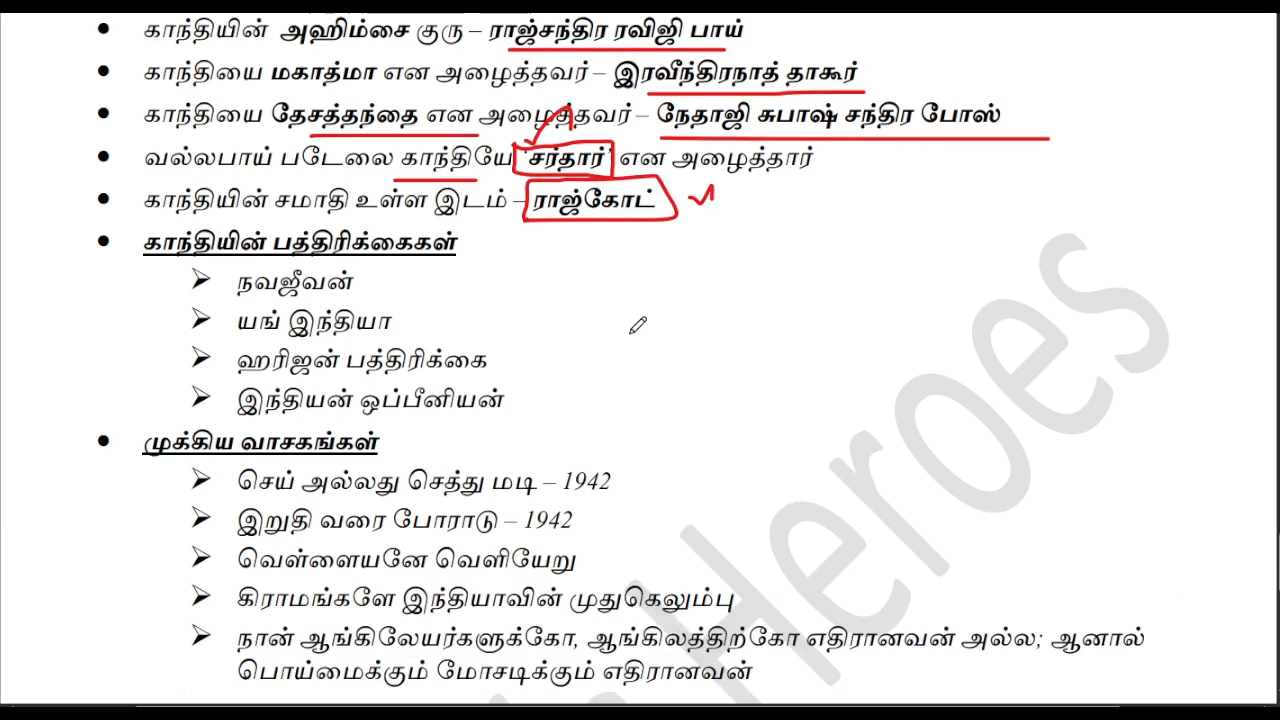 • காந்தியின் அஹிம்சை குரு – ராஜ்சந்திர ரவிஜி பாய்
• காந்தியை மகாத்மா என அழைத்தவர் – இரவீந்திரநாத் தாகூர்
• காந்தியை தேசத்தந்தை என அழைத்தவர் – நேதாஜி சுபாஷ் சந்திர போஸ்
• வல்லபாய் படேலை காந்தியே 'சர்தார்' என அழைத்தார்
• காந்தியின் சமாதி உள்ள இடம் – ராஜ்கோட்
• காந்தியின் பத்திரிக்கைகள்
➢ நவஜீவன்
➢ யங் இந்தியா
➢ ஹரிஜன் பத்திரிக்கை
➢ இந்தியன் ஒப்பீனியன்
• முக்கிய வாசகங்கள்
➢ செய் அல்லது செத்து மடி – 1942
➢ இறுதி வரை போராடு – 1942
➢ வெள்ளையனே வெளியேறு
➢ கிராமங்களே இந்தியாவின் முதுகெலும்பு
➢ நான் ஆங்கிலேயர்களுக்கோ, ஆங்கிலத்திற்கோ எதிரானவன் அல்ல; ஆனால்
பொய்மைக்கும் மோசடிக்கும் எதிரானவன்
Heroes